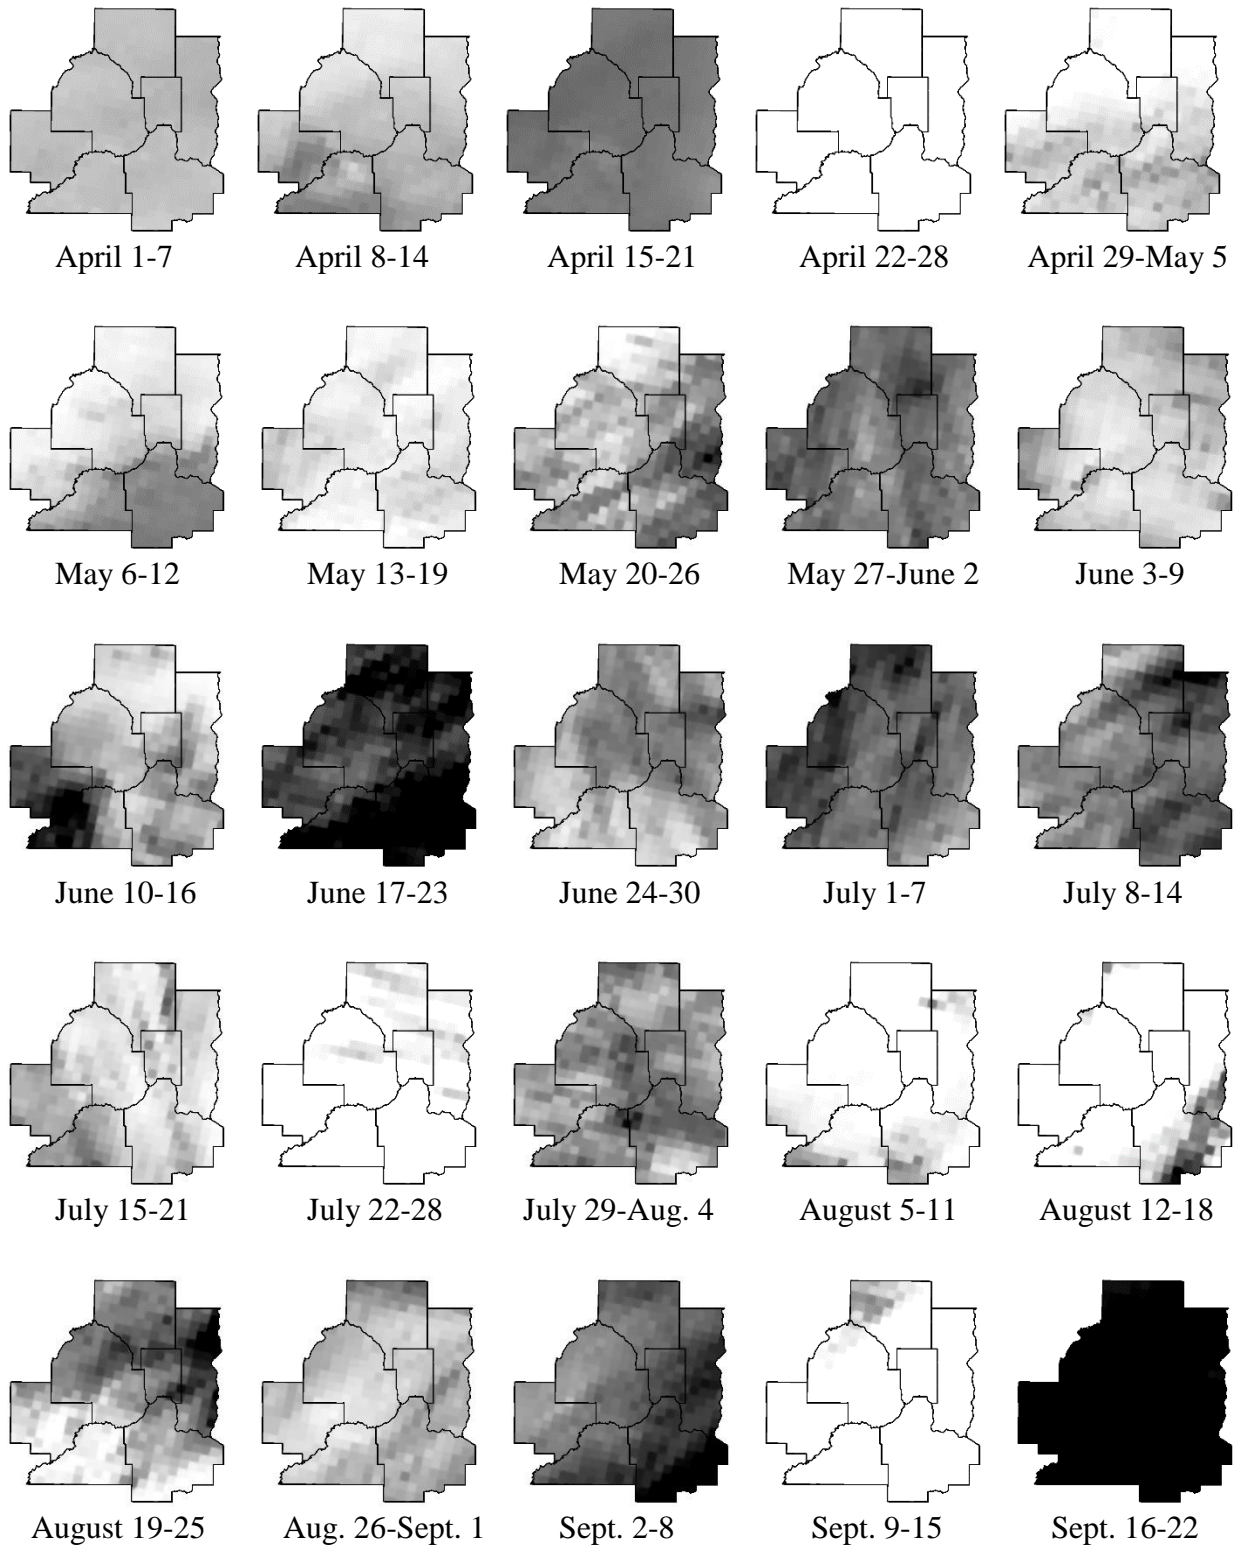 April 1-7 April 8-14 April 15-21 April 22-28 April 29-May 5
May 6-12 May 13-19 May 20-26 May 27-June 2 June 3-9
June 10-16 June 17-23 June 24-30 July 1-7 July 8-14
July 15-21 July 22-28 July 29-Aug. 4 August 5-11 August 12-18
August 19-25 Aug. 26-Sept. 1 Sept. 2-8 Sept. 9-15 Sept. 16-22